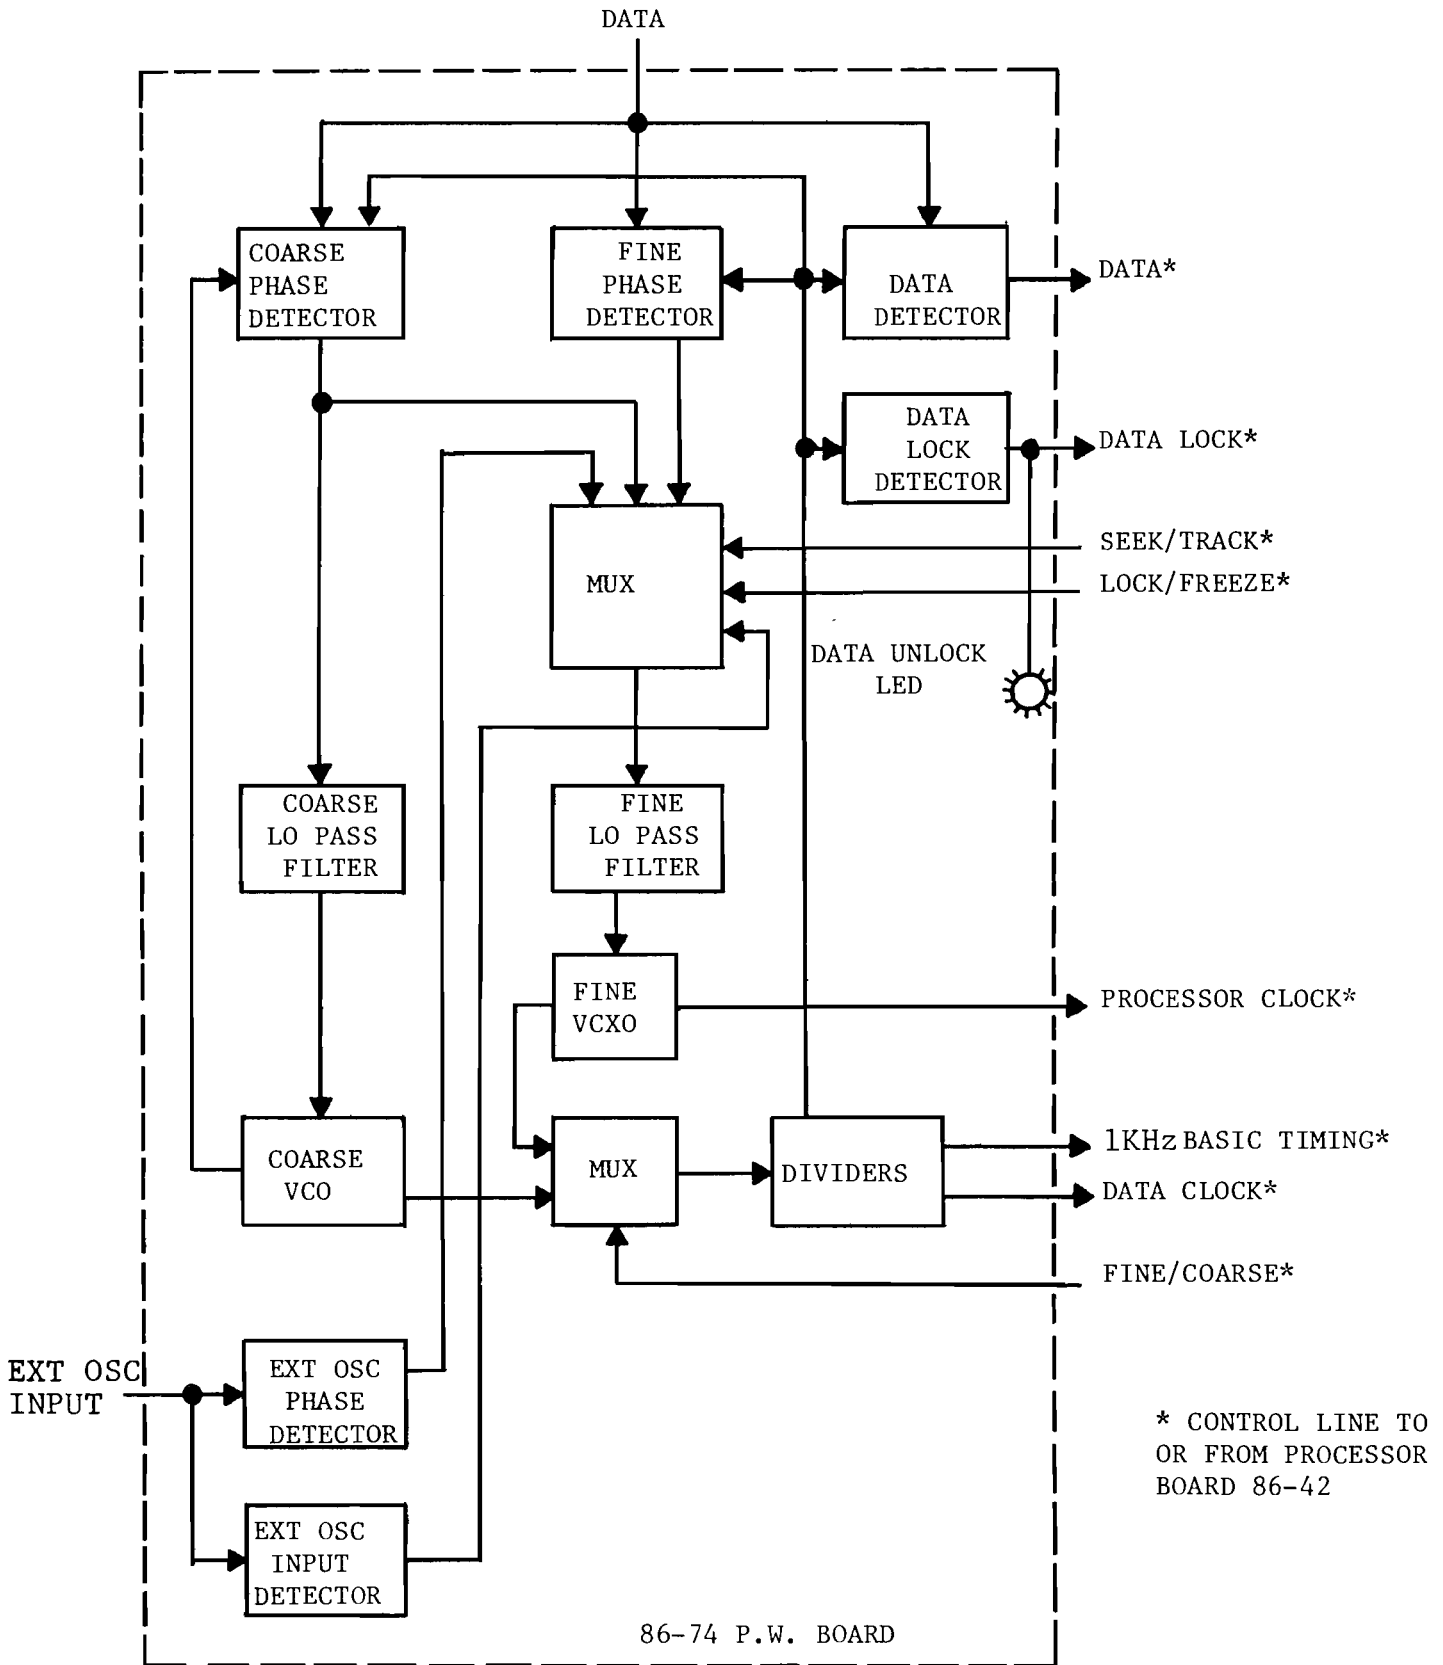 DATA
COARSE
PHASE
DETECTOR
FINE
PHASE
DETECTOR
DATA
DETECTOR
DATA*
DATA
LOCK
DETECTOR
DATA LOCK*
SEEK/TRACK*
LOCK/FREEZE*
MUX
DATA UNLOCK
LED
COARSE
LO PASS
FILTER
FINE
LO PASS
FILTER
FINE
VCXO
PROCESSOR CLOCK*
COARSE
VCO
MUX
DIVIDERS
1KHz BASIC TIMING*
DATA CLOCK*
FINE/COARSE*
EXT OSC
INPUT
EXT OSC
PHASE
DETECTOR
EXT OSC
INPUT
DETECTOR
* CONTROL LINE TO
OR FROM PROCESSOR
BOARD 86-42
86-74 P.W. BOARD